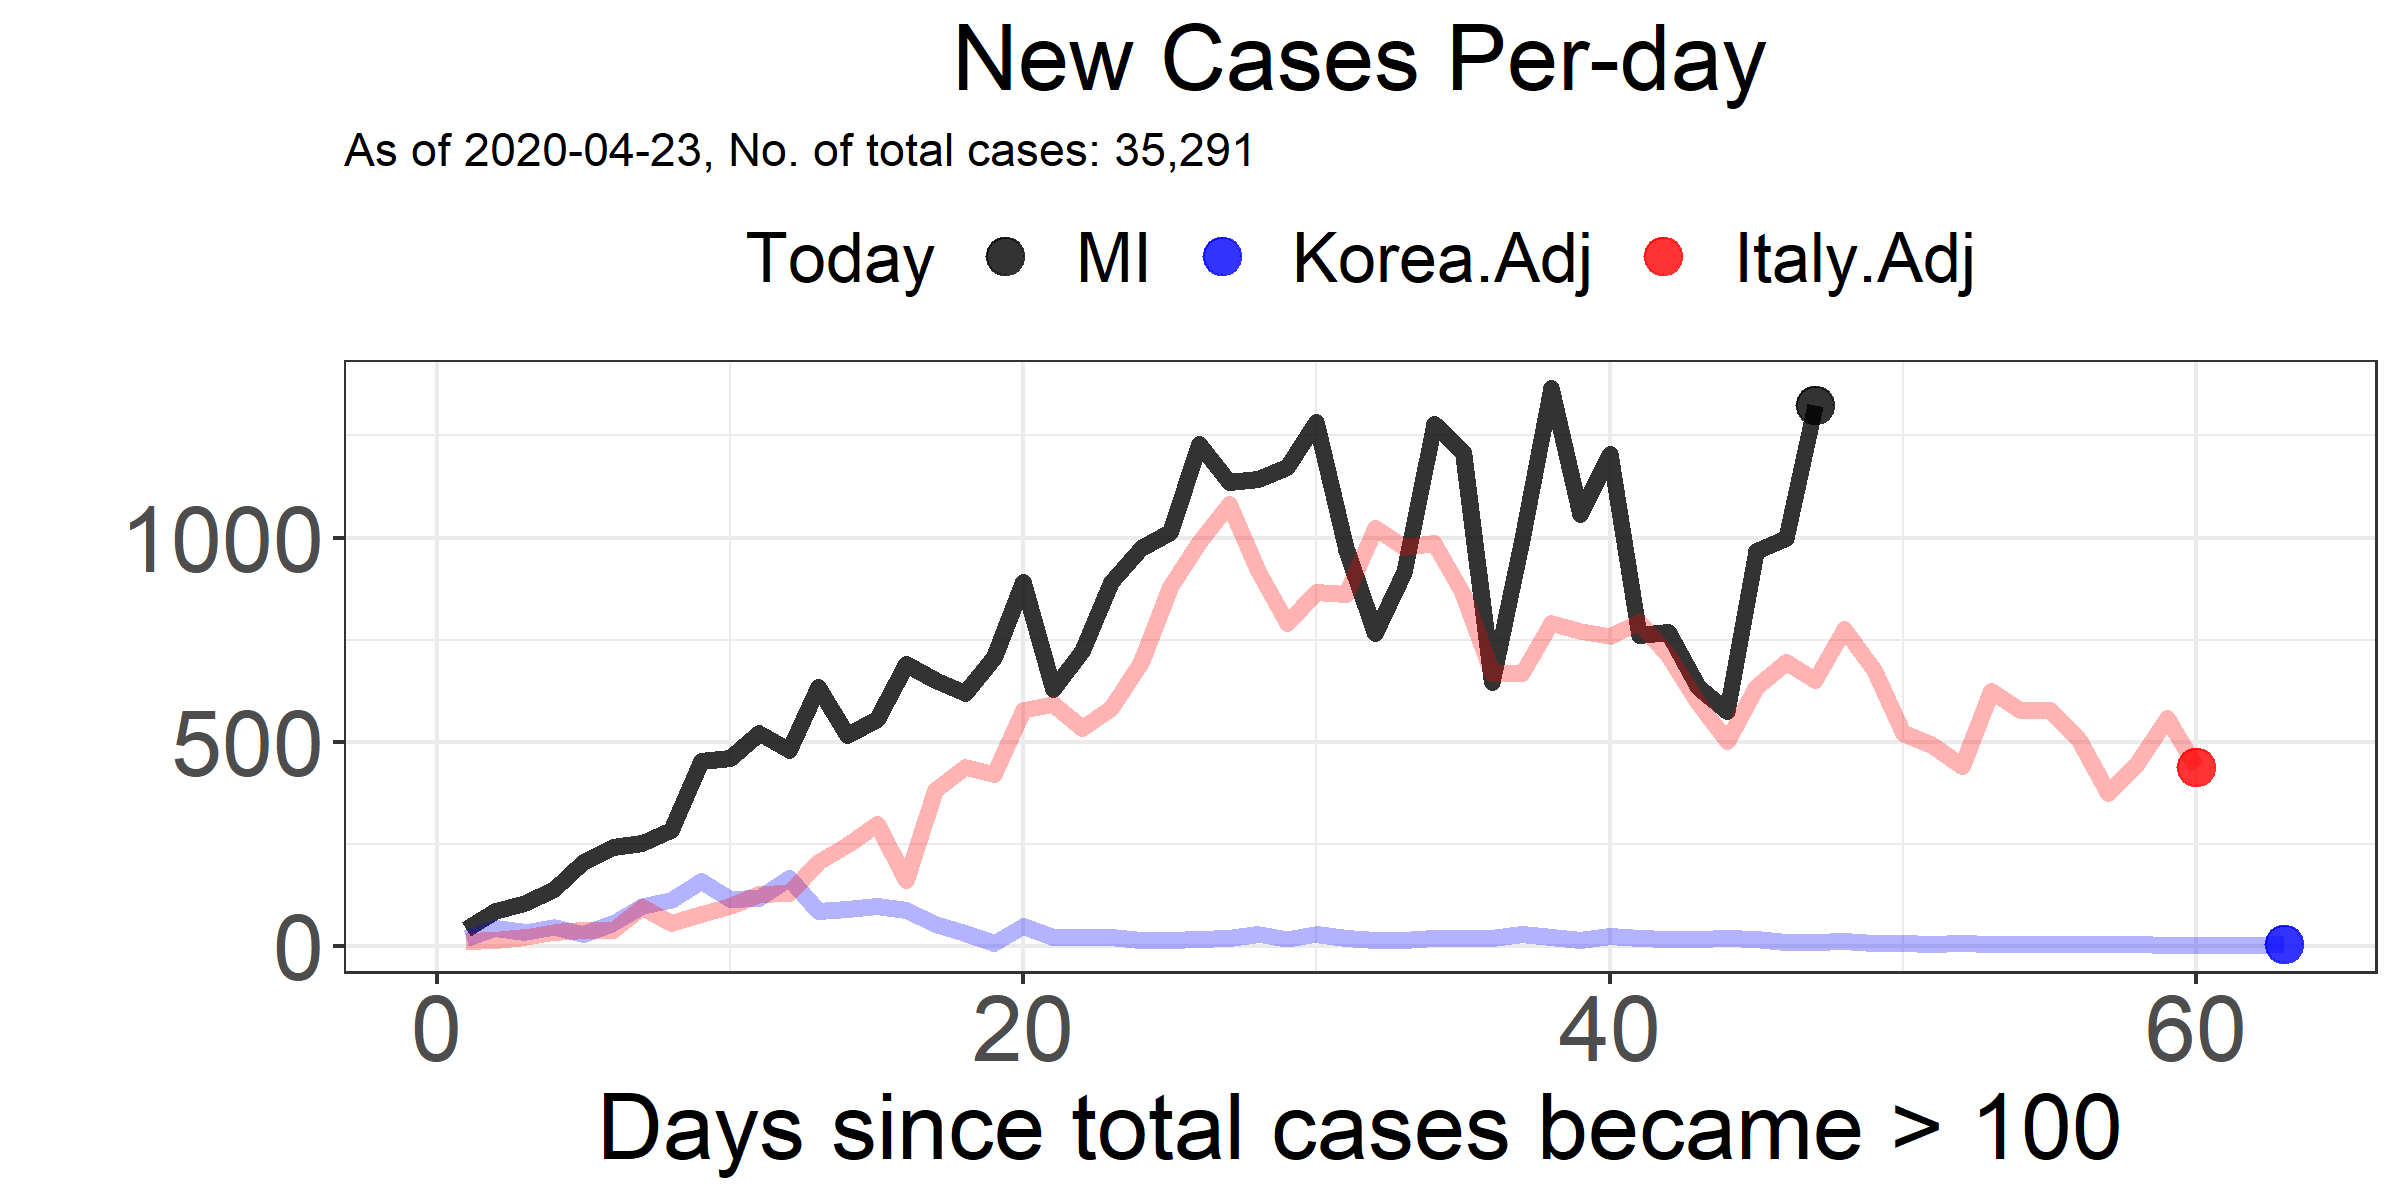 New Cases Per-day
As of 2020-04-23, No. of total cases: 35,291
Today MI Korea.Adj Italy.Adj
1000
500
0
0 20 40 60
Days since total cases became > 100